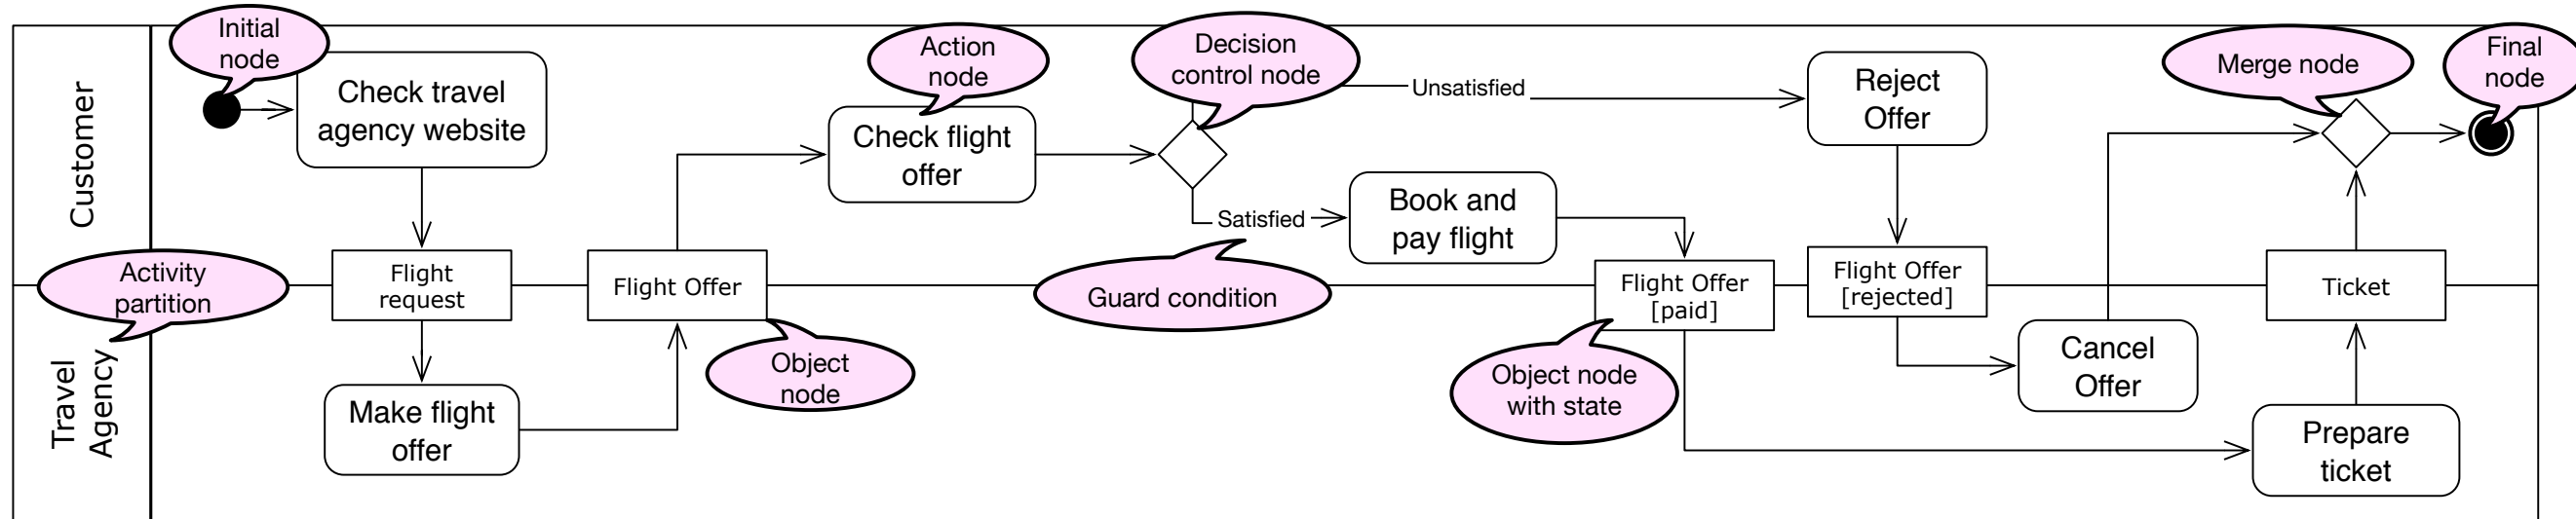 Customer
Travel
Agency
Initial
node
Check travel
agency website
Activity
partition
Flight
request
Make flight
offer
Flight Offer
Object
node
Action
node
Check flight
offer
Decision
control node
Unsatisfied
Satisfied
Guard condition
Book and
pay flight
Reject
Offer
Flight Offer
[paid]
Flight Offer
[rejected]
Object node
with state
Cancel
Offer
Merge node
Final
node
Ticket
Prepare
ticket